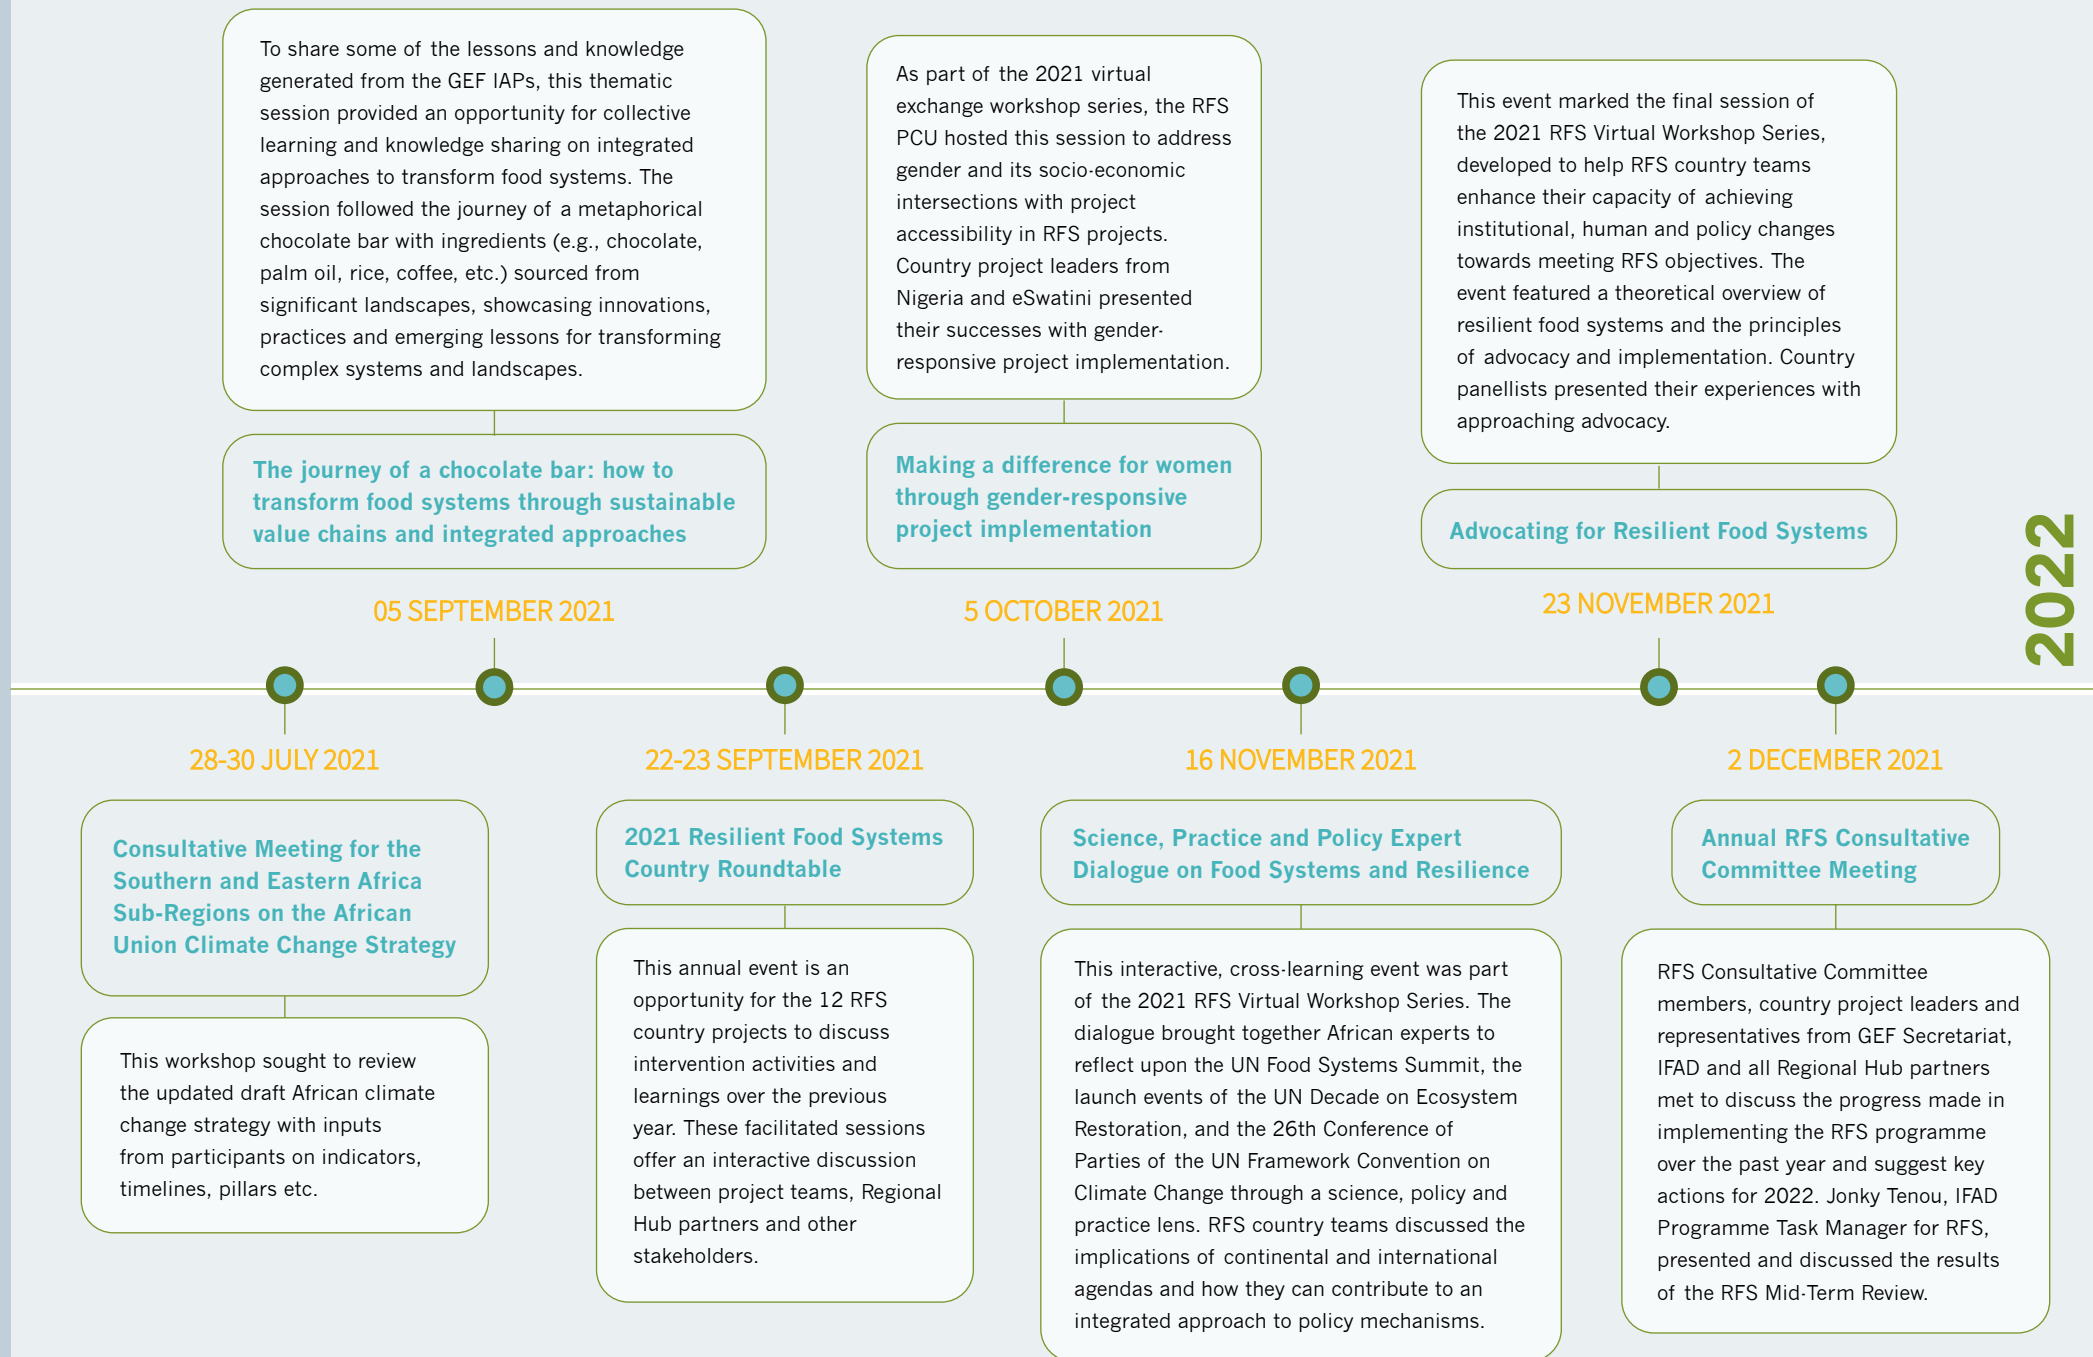 To share some of the lessons and knowledge
generated from the GEF IAPs, this thematic
session provided an opportunity for collective
learning and knowledge sharing on integrated
approaches to transform food systems. The
session followed the journey of a metaphorical
chocolate bar with ingredients (e.g., chocolate,
palm oil, rice, coffee, etc.) sourced from
significant landscapes, showcasing innovations,
practices and emerging lessons for transforming
complex systems and landscapes.
The journey of a chocolate bar: how to
transform food systems through sustainable
value chains and integrated approaches
05 SEPTEMBER 2021
As part of the 2021 virtual
exchange workshop series, the RFS
PCU hosted this session to address
gender and its socio-economic
intersections with project
accessibility in RFS projects.
Country project leaders from
Nigeria and eSwatini presented
their successes with gender-
responsive project implementation.
Making a difference for women
through gender-responsive
project implementation
5 OCTOBER 2021
This event marked the final session of
the 2021 RFS Virtual Workshop Series,
developed to help RFS country teams
enhance their capacity of achieving
institutional, human and policy changes
towards meeting RFS objectives. The
event featured a theoretical overview of
resilient food systems and the principles
of advocacy and implementation. Country
panellists presented their experiences with
approaching advocacy.
Advocating for Resilient Food Systems
23 NOVEMBER 2021
2022
28-30 JULY 2021
Consultative Meeting for the
Southern and Eastern Africa
Sub-Regions on the African
Union Climate Change Strategy
This workshop sought to review
the updated draft African climate
change strategy with inputs
from participants on indicators,
timelines, pillars etc.
22-23 SEPTEMBER 2021
2021 Resilient Food Systems
Country Roundtable
This annual event is an
opportunity for the 12 RFS
country projects to discuss
intervention activities and
learnings over the previous
year. These facilitated sessions
offer an interactive discussion
between project teams, Regional
Hub partners and other
stakeholders.
16 NOVEMBER 2021
Science, Practice and Policy Expert
Dialogue on Food Systems and Resilience
This interactive, cross-learning event was part
of the 2021 RFS Virtual Workshop Series. The
dialogue brought together African experts to
reflect upon the UN Food Systems Summit, the
launch events of the UN Decade on Ecosystem
Restoration, and the 26th Conference of
Parties of the UN Framework Convention on
Climate Change through a science, policy and
practice lens. RFS country teams discussed the
implications of continental and international
agendas and how they can contribute to an
integrated approach to policy mechanisms.
2 DECEMBER 2021
Annual RFS Consultative
Committee Meeting
RFS Consultative Committee
members, country project leaders and
representatives from GEF Secretariat,
IFAD and all Regional Hub partners
met to discuss the progress made in
implementing the RFS programme
over the past year and suggest key
actions for 2022. Jonky Tenou, IFAD
Programme Task Manager for RFS,
presented and discussed the results
of the RFS Mid-Term Review.